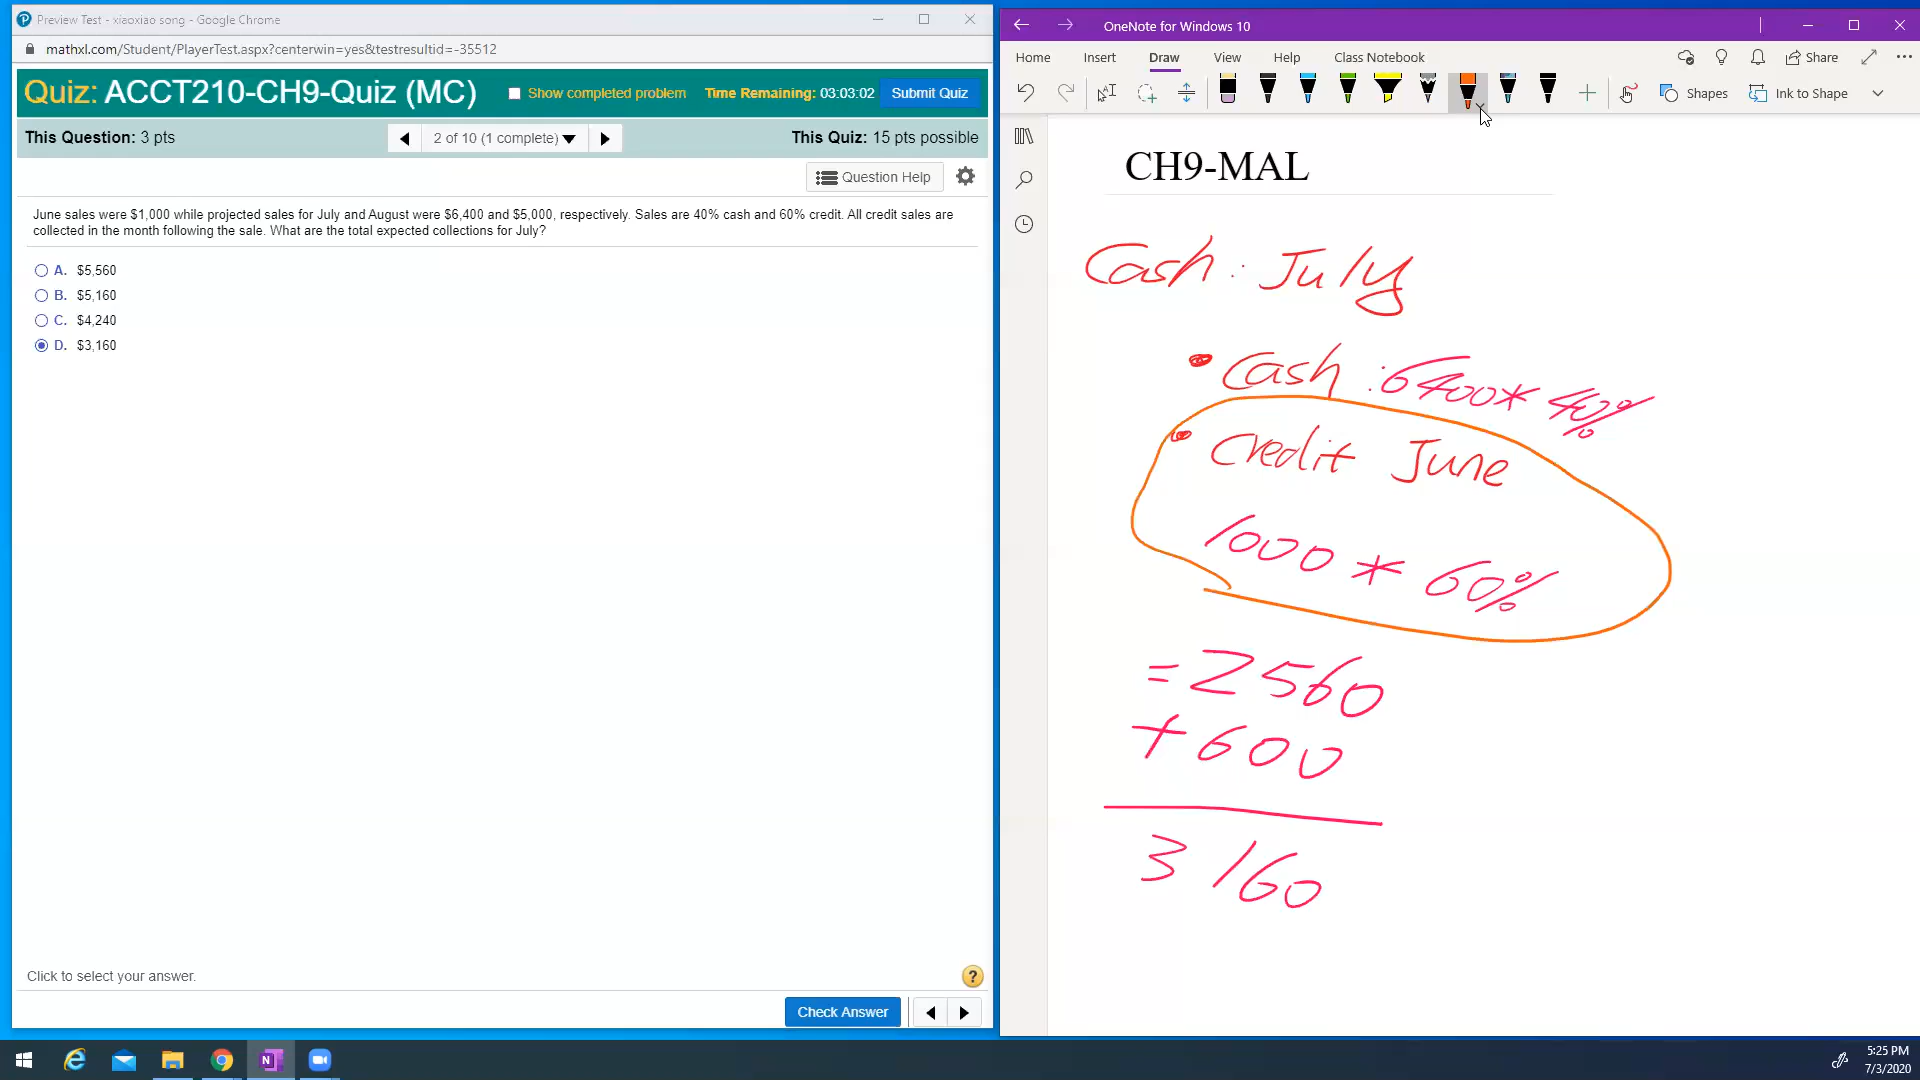 Preview Test - xiaoxiao song - Google Chrome
mathxl.com/Student/PlayerTest.aspx?centerwin=yes&testresultid=-35512
Quiz: ACCT210-CH9-Quiz (MC)
Show completed problem
Time Remaining: 03:03:02
Submit Quiz
This Question: 3 pts
2 of 10 (1 complete)
This Quiz: 15 pts possible
Question Help
June sales were $1,000 while projected sales for July and August were $6,400 and $5,000, respectively. Sales are 40% cash and 60% credit. All credit sales are
collected in the month following the sale. What are the total expected collections for July?
A. $5,560
B. $5,160
C. $4,240
D. $3,160
Click to select your answer.
?
Check Answer
OneNote for Windows 10
Home Insert Draw View Help Class Notebook
Share
Shapes
Ink to Shape
CH9-MAL
Cash: July
Cash: 6400* 40%
Credit June
1000 * 60%
= 2560
+ 600
3160
5:25 PM
7/3/2020